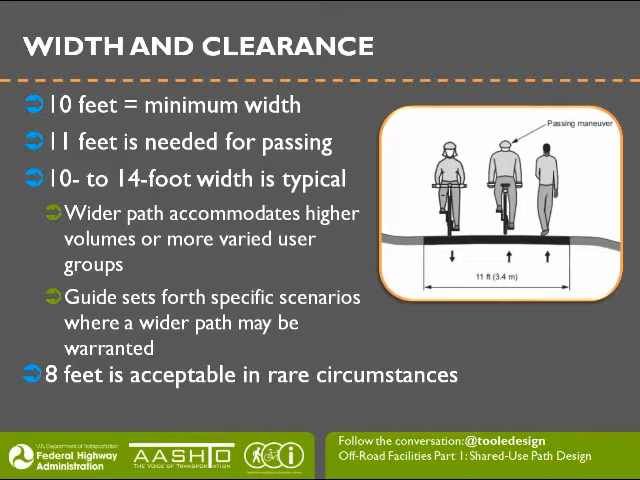 WIDTH AND CLEARANCE
10 feet = minimum width
11 feet is needed for passing
10- to 14-foot width is typical
Wider path accommodates higher
volumes or more varied user
groups
Guide sets forth specific scenarios
where a wider path may be
warranted
8 feet is acceptable in rare circumstances
Passing maneuver
11 ft (3.4 m)
U.S. Department of Transportation
Federal Highway
Administration
AASHTO
THE VOICE OF TRANSPORTATION
Follow the conversation: @tooledesign
Off-Road Facilities Part 1: Shared-Use Path Design